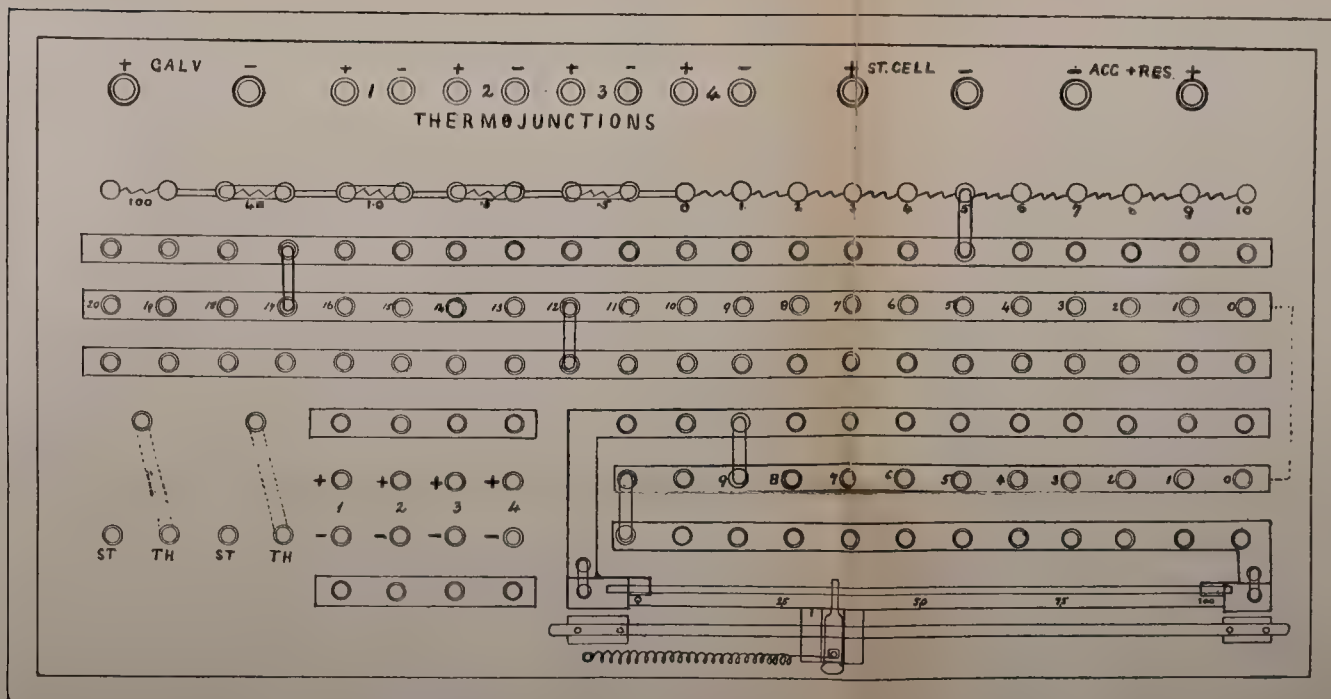 + GALV - + 1 - + 2 - + 3 - + 4 - + ST. CELL - - ACC + RES. +
THERMOJUNCTIONS
100 1.0 .5 0 1 2 3 4 5 6 7 8 9 10
20 19 18 17 16 15 14 13 12 11 10 9 8 7 6 5 4 3 2 1 0
+ + + + 9 8 7 6 5 4 3 2 1 0
1 2 3 4
ST TH ST TH - - - -
0 25 50 75 100